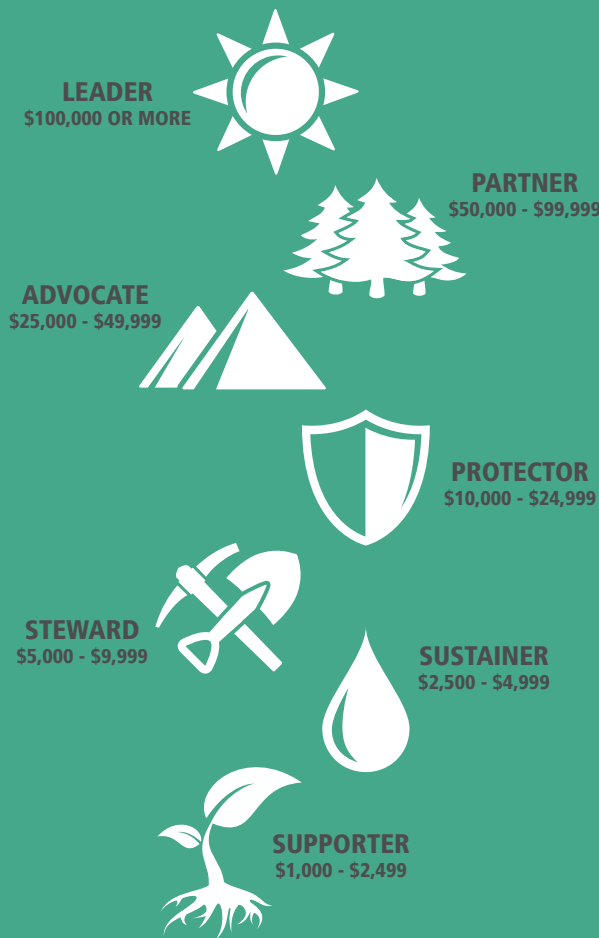 LEADER
$100,000 OR MORE
PARTNER
$50,000 - $99,999
ADVOCATE
$25,000 - $49,999
PROTECTOR
$10,000 - $24,999
STEWARD
$5,000 - $9,999
SUSTAINER
$2,500 - $4,999
SUPPORTER
$1,000 - $2,499